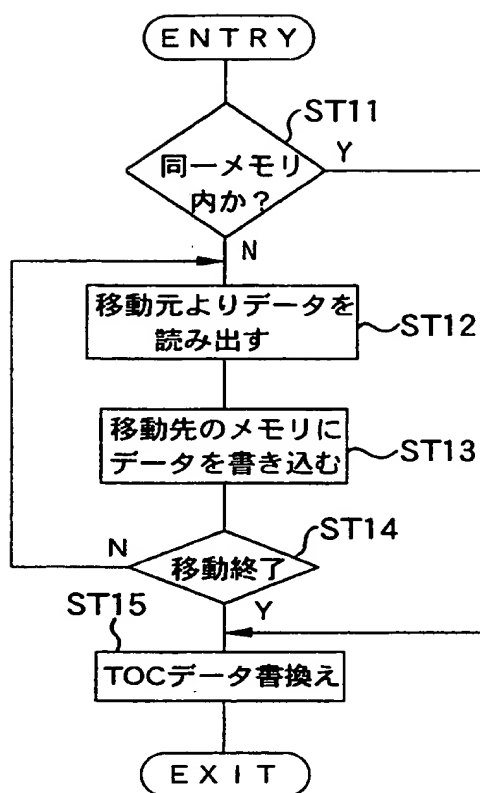 ENTRY
ST11
同一メモリ
内か?
Y
N
移動元よりデータを
読み出す
ST12
移動先のメモリに
データを書き込む
ST13
ST14
N
移動終了
Y
ST15
TOCデータ書換え
EXIT